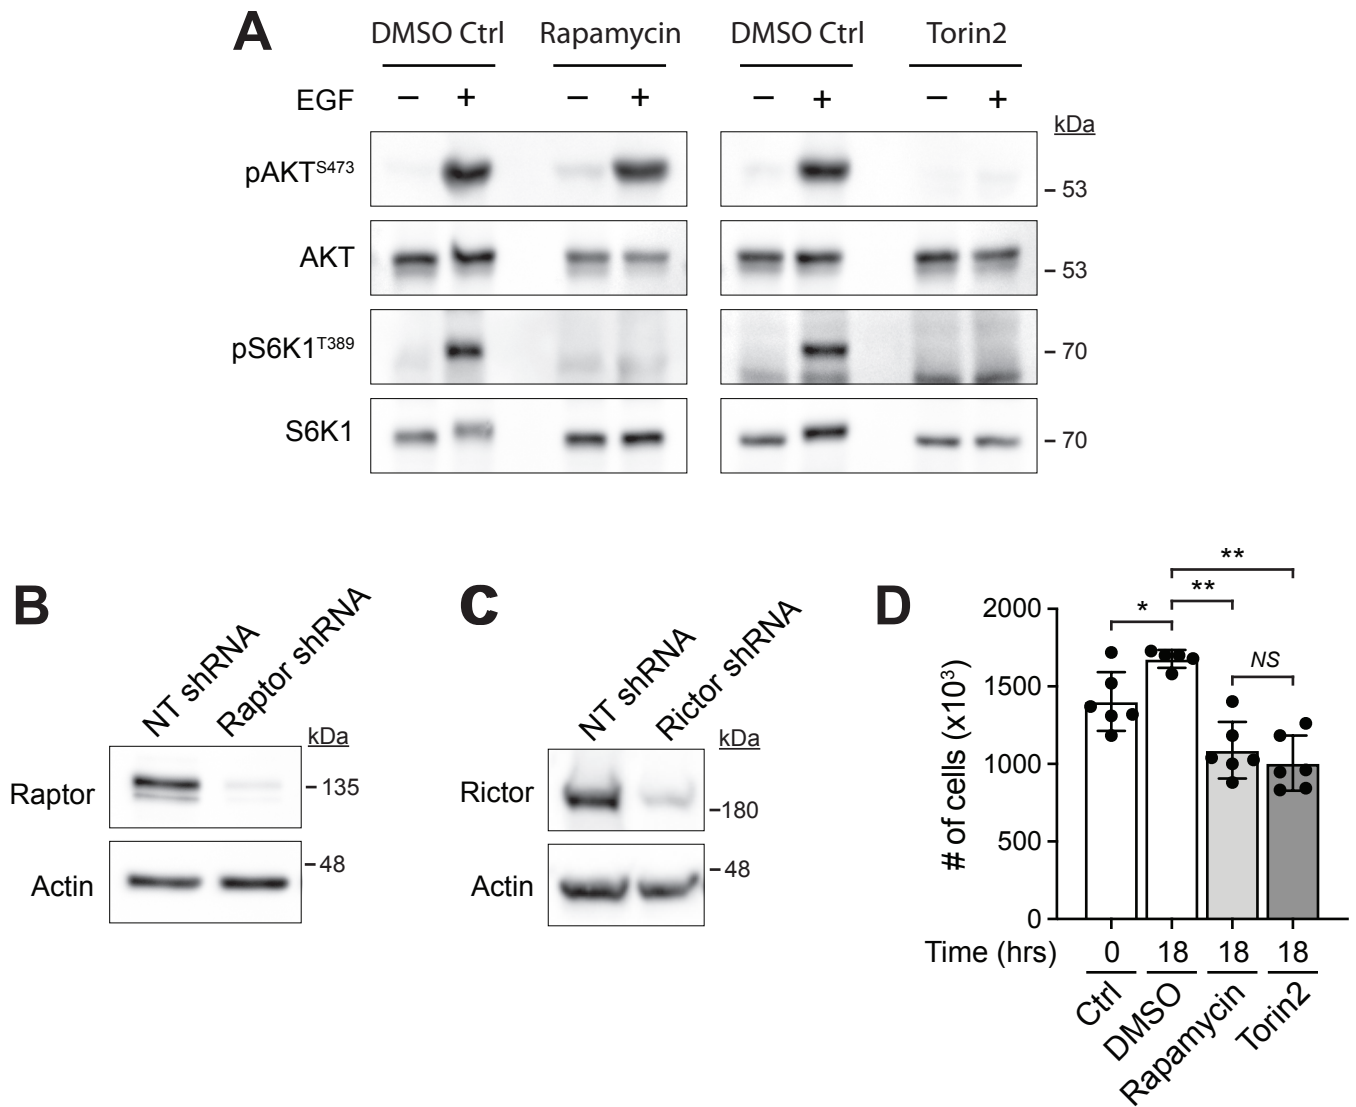 A
DMSO Ctrl Rapamycin DMSO Ctrl Torin2
EGF − + − + − + − +
kDa
pAKTS473
– 53
AKT
– 53
pS6K1T389
– 70
S6K1
– 70
B
NT shRNA
Raptor shRNA
kDa
Raptor
– 135
Actin
– 48
C
NT shRNA
Rictor shRNA
kDa
Rictor
– 180
Actin
– 48
D
**
**
*
NS
# of cells (x10³)
2000
1500
1000
500
0
Time (hrs) 0 18 18 18
Ctrl
DMSO
Rapamycin
Torin2